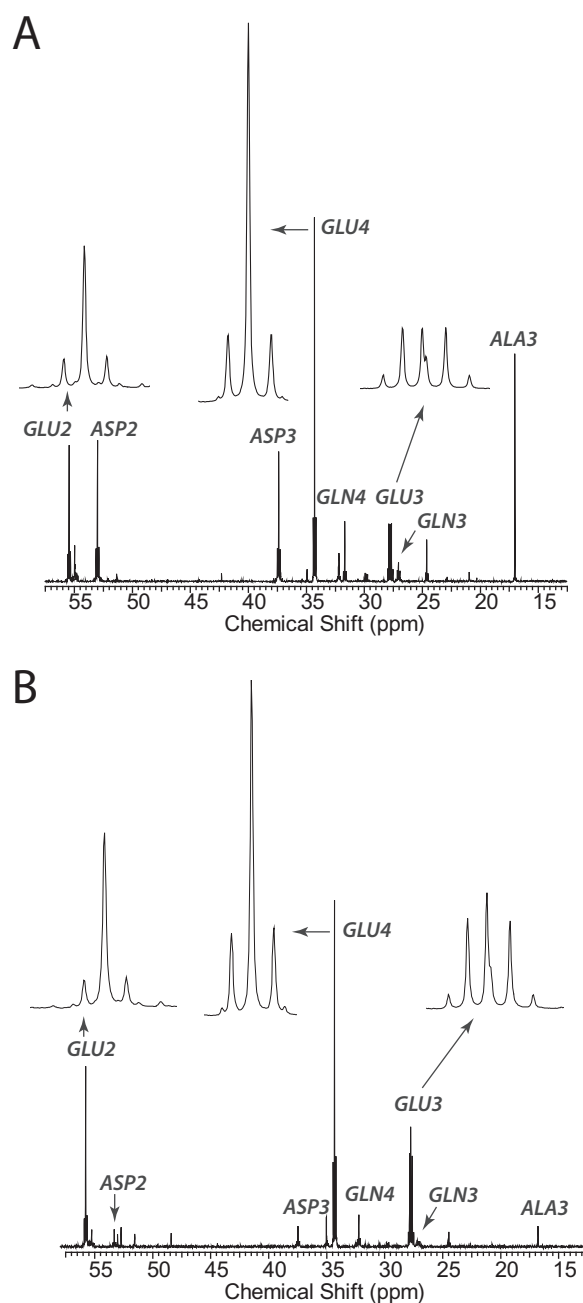 A
GLU4
ALA3
GLU2 ASP2
ASP3
GLN4
GLU3
GLN3
55 50 45 40 35 30 25 20 15
Chemical Shift (ppm)
B
GLU4
GLU2
GLU3
ASP2
ASP3
GLN4
GLN3
ALA3
55 50 45 40 35 30 25 20 15
Chemical Shift (ppm)